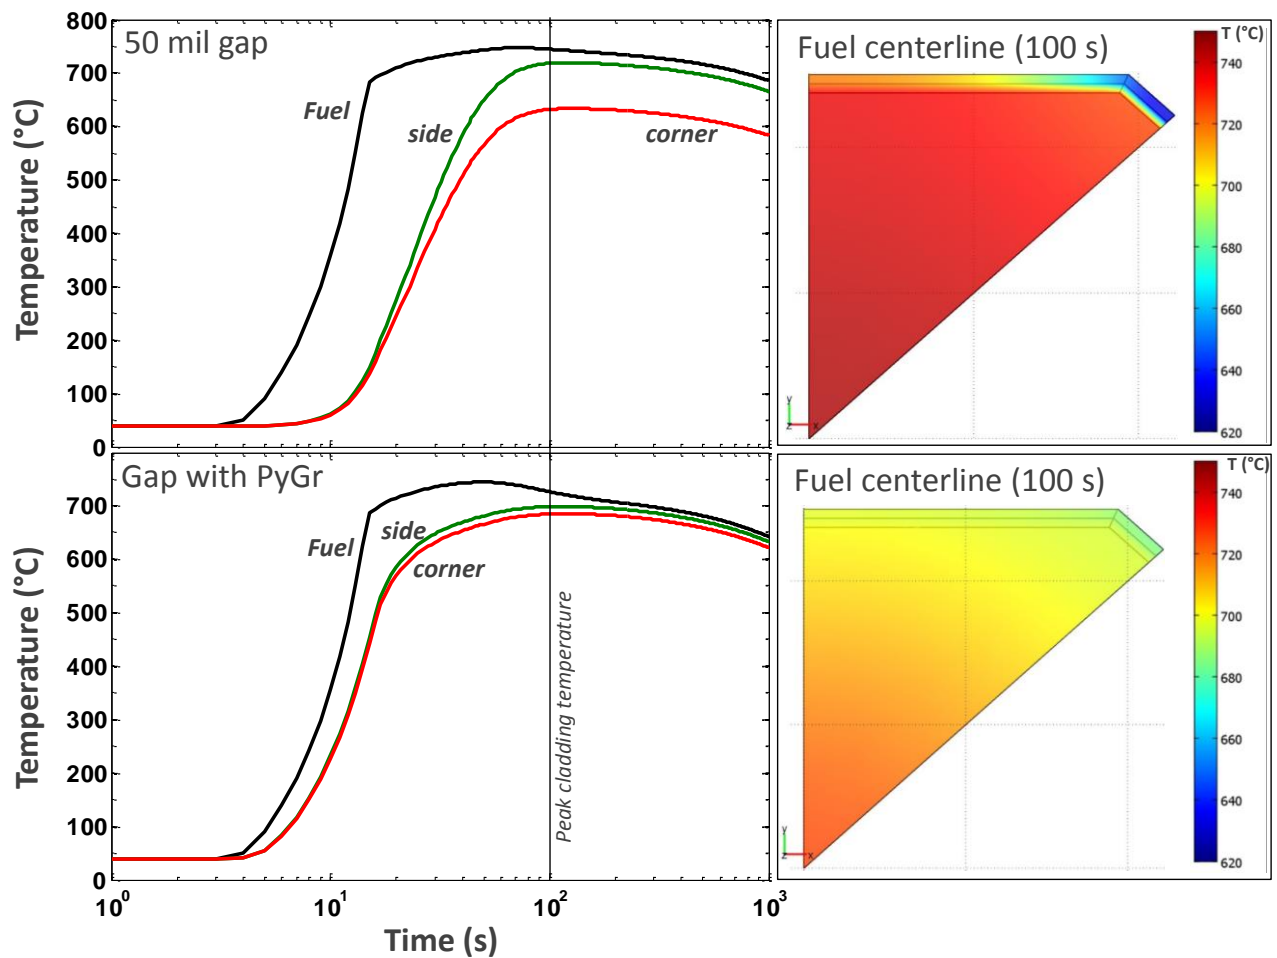 50 mil gap
Fuel
side
corner
Temperature (°C)
800
700
600
500
400
300
200
100
0
Fuel centerline (100 s)
T (°C)
740
720
700
680
660
640
620
y
z
x
Gap with PyGr
Fuel
side
corner
Peak cladding temperature
Temperature (°C)
700
600
500
400
300
200
100
0
10⁰
10¹
10²
10³
Time (s)
Fuel centerline (100 s)
T (°C)
740
720
700
680
660
640
620
y
z
x